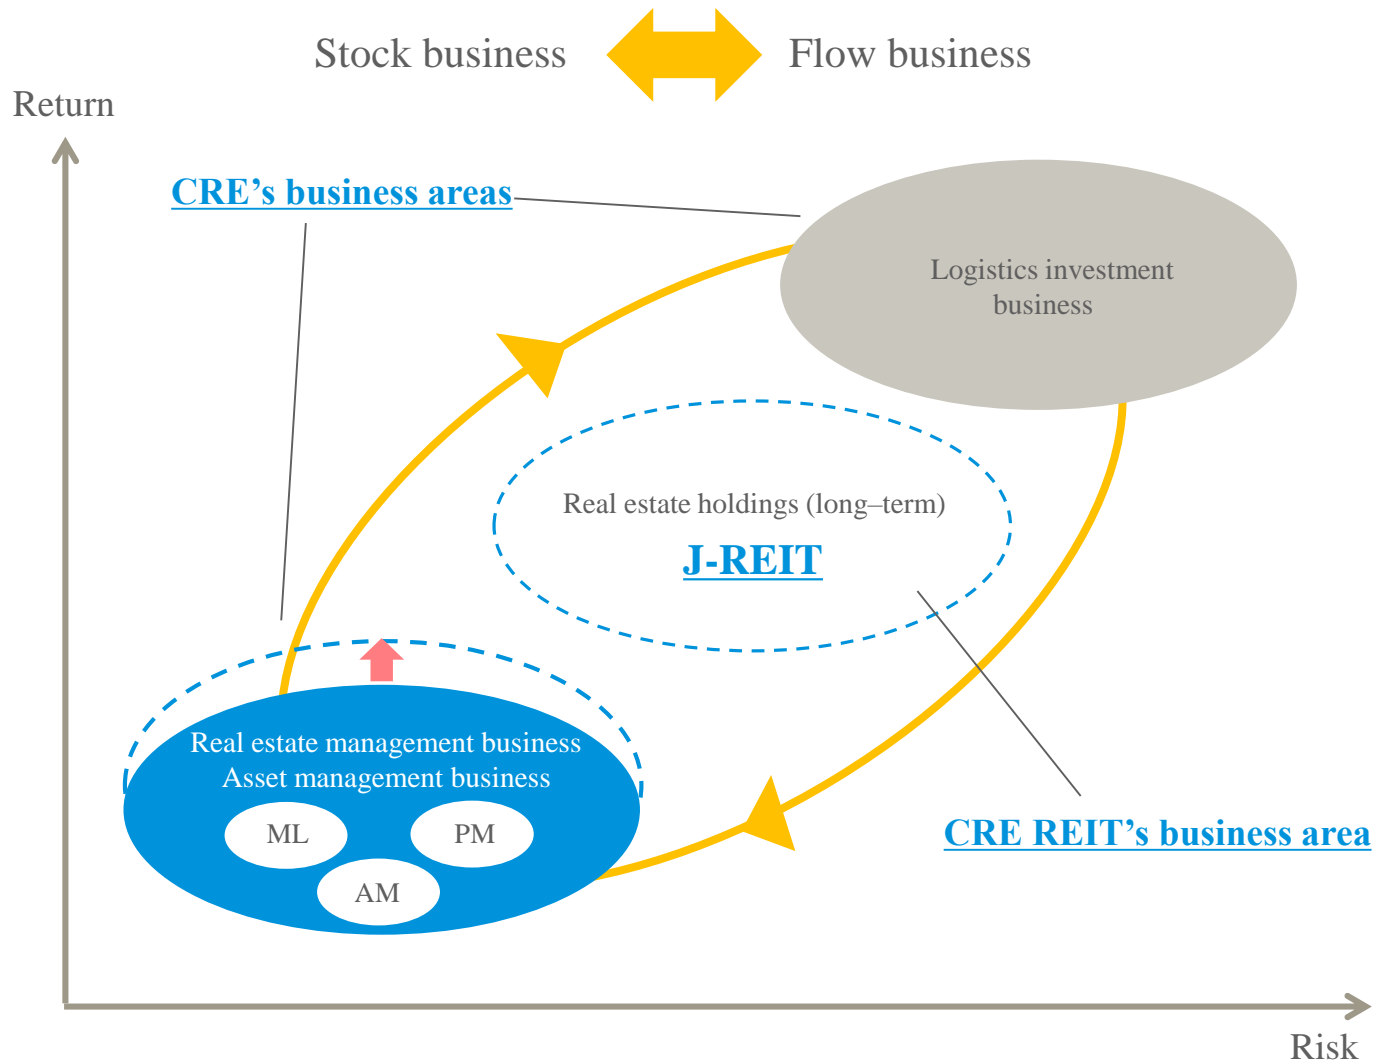 Stock business
Flow business
Return
CRE’s business areas
Logistics investment
business
Real estate holdings (long–term)
J-REIT
Real estate management business
Asset management business
ML
PM
AM
CRE REIT’s business area
Risk